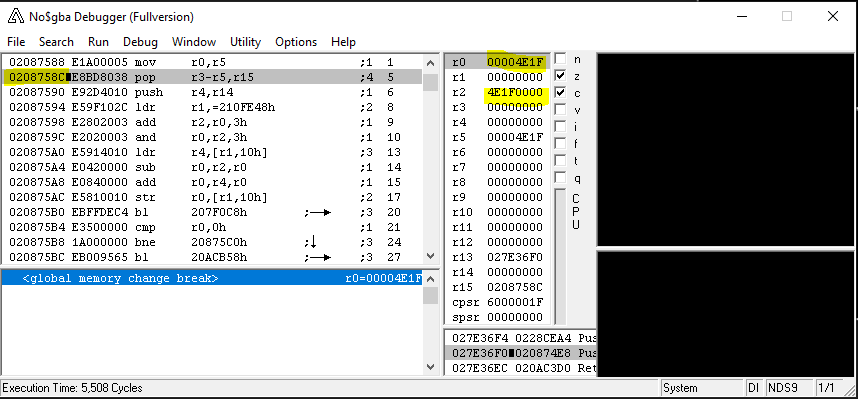 No$gba Debugger (Fullversion)
File Search Run Debug Window Utility Options Help
02087588 E1A00005 mov r0,r5 ;1 1
0208758C■E8BD8038 pop r3-r5,r15 ;4 5
02087590 E92D4010 push r4,r14 ;1 6
02087594 E59F102C ldr r1,=210FE48h ;2 8
02087598 E2802003 add r2,r0,3h ;1 9
0208759C E2020003 and r0,r2,3h ;1 10
020875A0 E5914010 ldr r4,[r1,10h] ;3 13
020875A4 E0420000 sub r0,r2,r0 ;1 14
020875A8 E0840000 add r0,r4,r0 ;1 15
020875AC E5810010 str r0,[r1,10h] ;2 17
020875B0 EBFFDEC4 bl 207F0C8h ;→ ;3 20
020875B4 E3500000 cmp r0,0h ;1 21
020875B8 1A000000 bne 20875C0h ;↓ ;3 24
020875BC EB009565 bl 20ACB58h ;→ ;3 27
r0 00004E1F
r1 00000000
r2 4E1F0000
r3 00000000
r4 00000000
r5 00004E1F
r6 00000000
r7 00000000
r8 00000000
r9 00000000
r10 00000000
r11 00000000
r12 00000000
r13 027E36F0
r14 00000000
r15 0208758C
cpsr 6000001F
spsr 00000000
n
z
c
v
i
f
t
q
C
P
U
<global memory change break> r0=00004E1F
027E36F4 0228CEA4 Pus
027E36F0■020874E8 Pus
027E36EC 020AC3D0 Ret
Execution Time: 5,508 Cycles
System
DI
NDS9
1/1